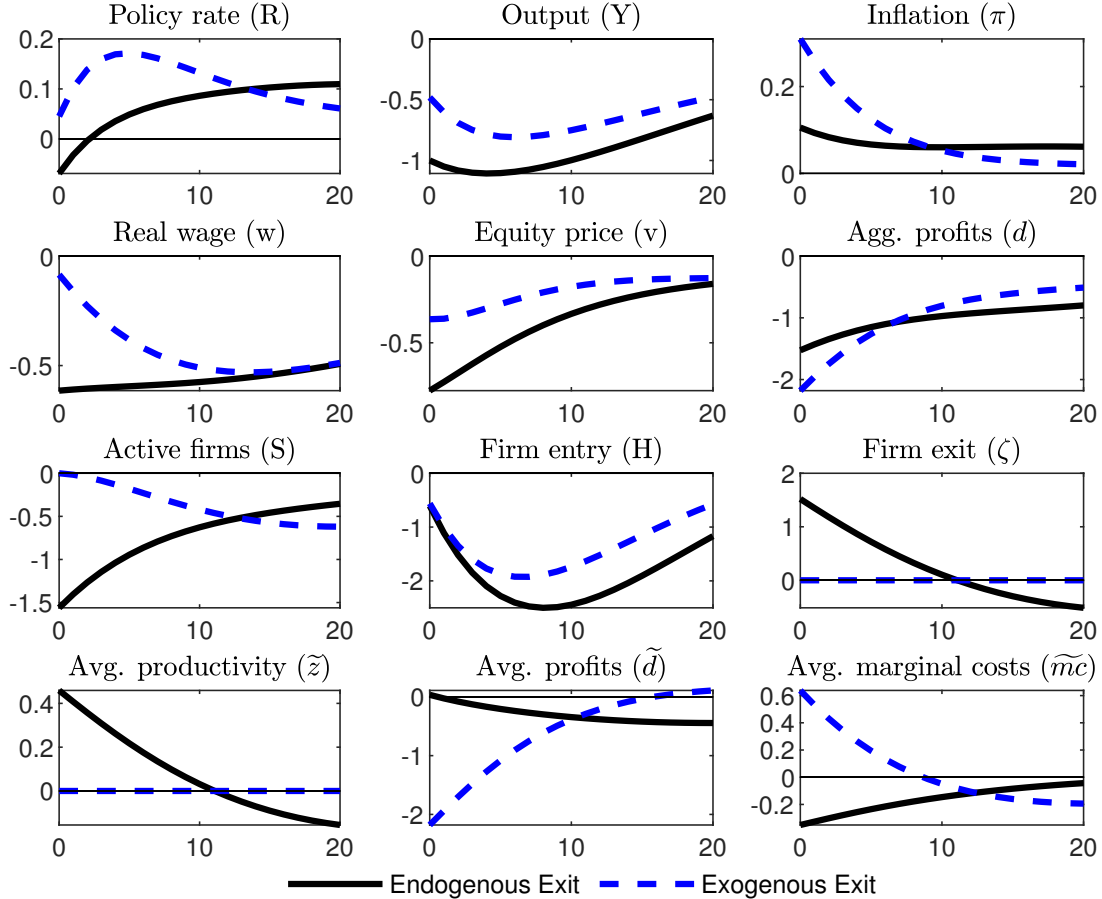 Policy rate (R) Output (Y) Inflation (π)
0.2
0.1
0
0 10 20
0
-0.5
-1
0 10 20
0.2
0
0 10 20
Real wage (w) Equity price (v) Agg. profits (d)
0
-0.5
0 10 20
0
-0.5
0 10 20
0
-1
-2
0 10 20
Active firms (S) Firm entry (H) Firm exit (ζ)
0
-0.5
-1
-1.5
0 10 20
0
-1
-2
0 10 20
2
1
0
0 10 20
Avg. productivity (z̃) Avg. profits (d̃) Avg. marginal costs (m͠c)
0.4
0.2
0
0 10 20
0
-1
-2
0 10 20
0.6
0.4
0.2
0
-0.2
0 10 20
Endogenous Exit Exogenous Exit